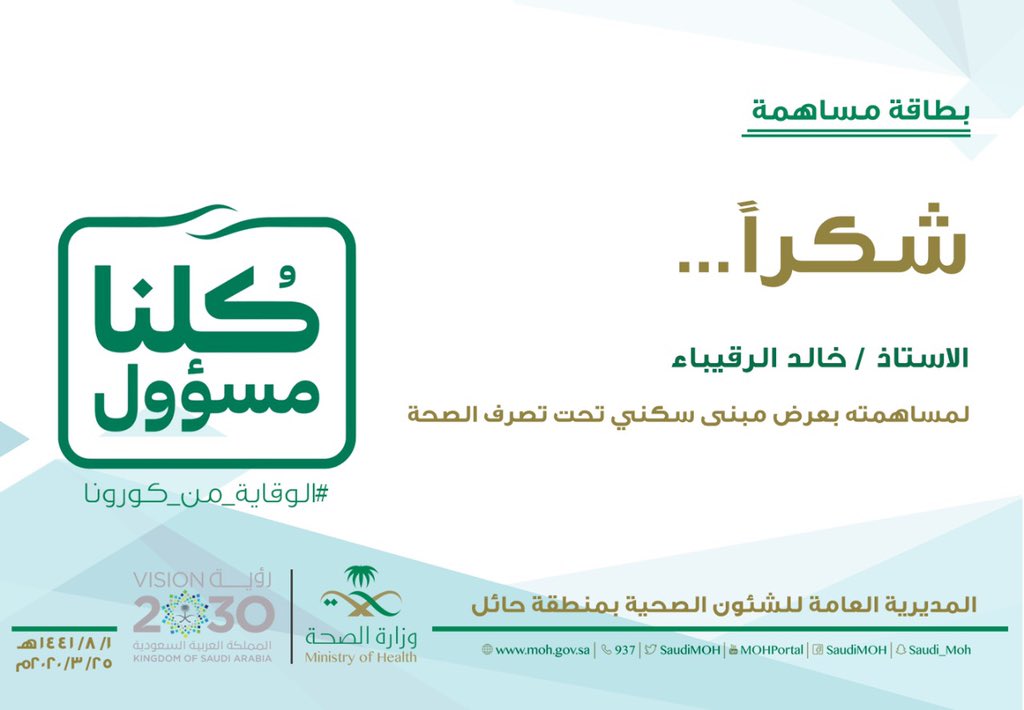 بطاقة مساهمة
شكراً...
الاستاذ / خالد الرقيباء
لمساهمته بعرض مبنى سكني تحت تصرف الصحة
كُلنا
مسؤول
#الوقاية_من_كورونا
المديرية العامة للشئون الصحية بمنطقة حائل
www.moh.gov.sa | 937 | SaudiMOH | MOHPortal | SaudiMOH | Saudi_Moh
وزارة الصحة
Ministry of Health
VISION رؤيــة
2030
المملكة العربية السعودية
KINGDOM OF SAUDI ARABIA
١٤٤١/٨/١هـ
٢٠٢٠/٣/٢٥م